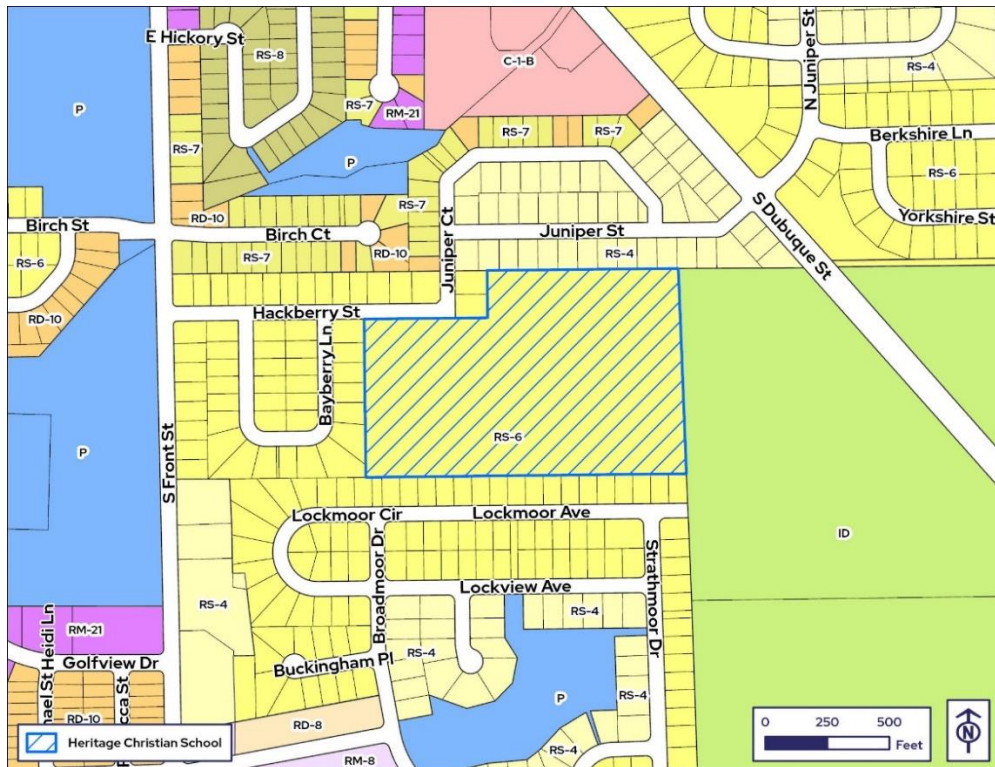 E Hickory St
RS-8
C-1-B
N Juniper St
RS-4
P
RS-7
RM-21
RS-7
RS-7
Berkshire Ln
RS-7
P
RS-6
RS-7
Yorkshire St
RD-10
Birch St
Birch Ct
Juniper St
S Dubuque St
RS-6
RS-7
RD-10
Juniper Ct
RS-4
RD-10
Hackberry St
Bayberry Ln
RS-6
S Front St
P
Lockmoor Cir
Lockmoor Ave
ID
Broadmoor Dr
Strathmoor Dr
Lockview Ave
RS-4
RS-4
RM-21
Heidi Ln
Golfview Dr
Buckingham Pl
RS-4
P
RS-4
RD-10
RD-8
RS-4
RM-8
Heritage Christian School
0 250 500
Feet
N